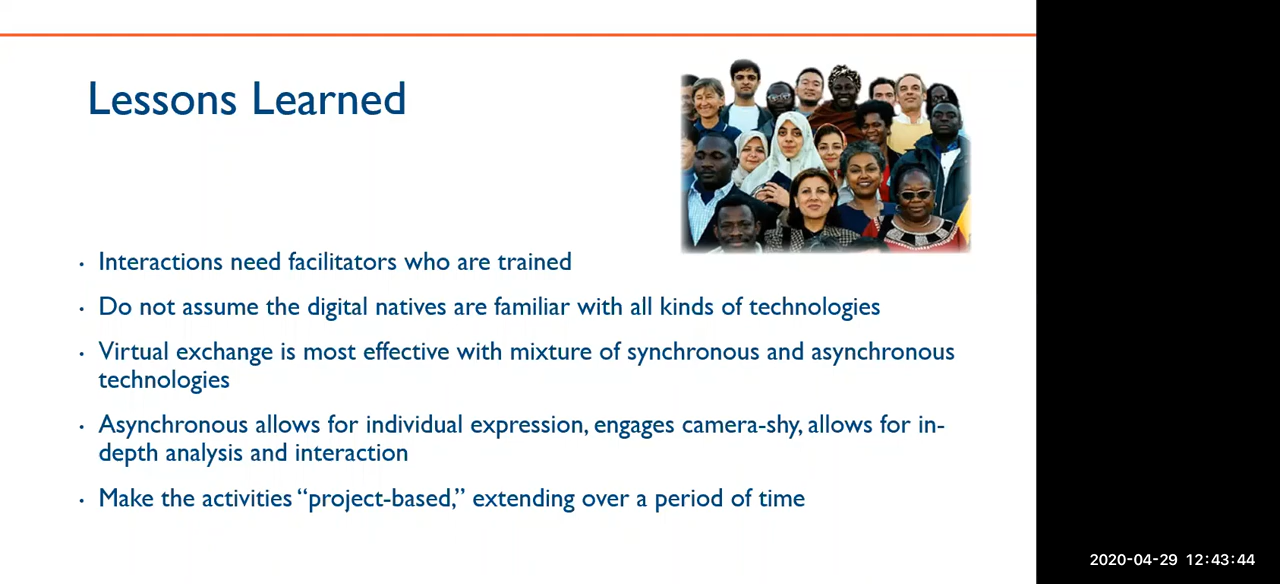 Lessons Learned
• Interactions need facilitators who are trained
• Do not assume the digital natives are familiar with all kinds of technologies
• Virtual exchange is most effective with mixture of synchronous and asynchronous
technologies
• Asynchronous allows for individual expression, engages camera-shy, allows for in-
depth analysis and interaction
• Make the activities “project-based,” extending over a period of time
2020-04-29 12:43:44